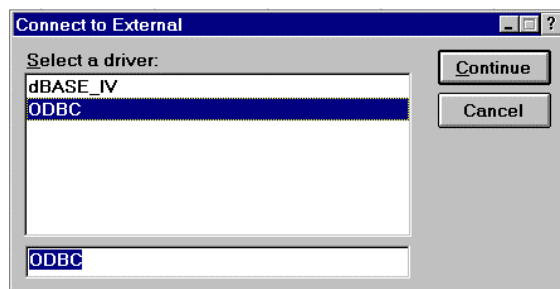 Connect to External
?
Select a driver:
dBASE_IV
ODBC
Continue
Cancel
ODBC